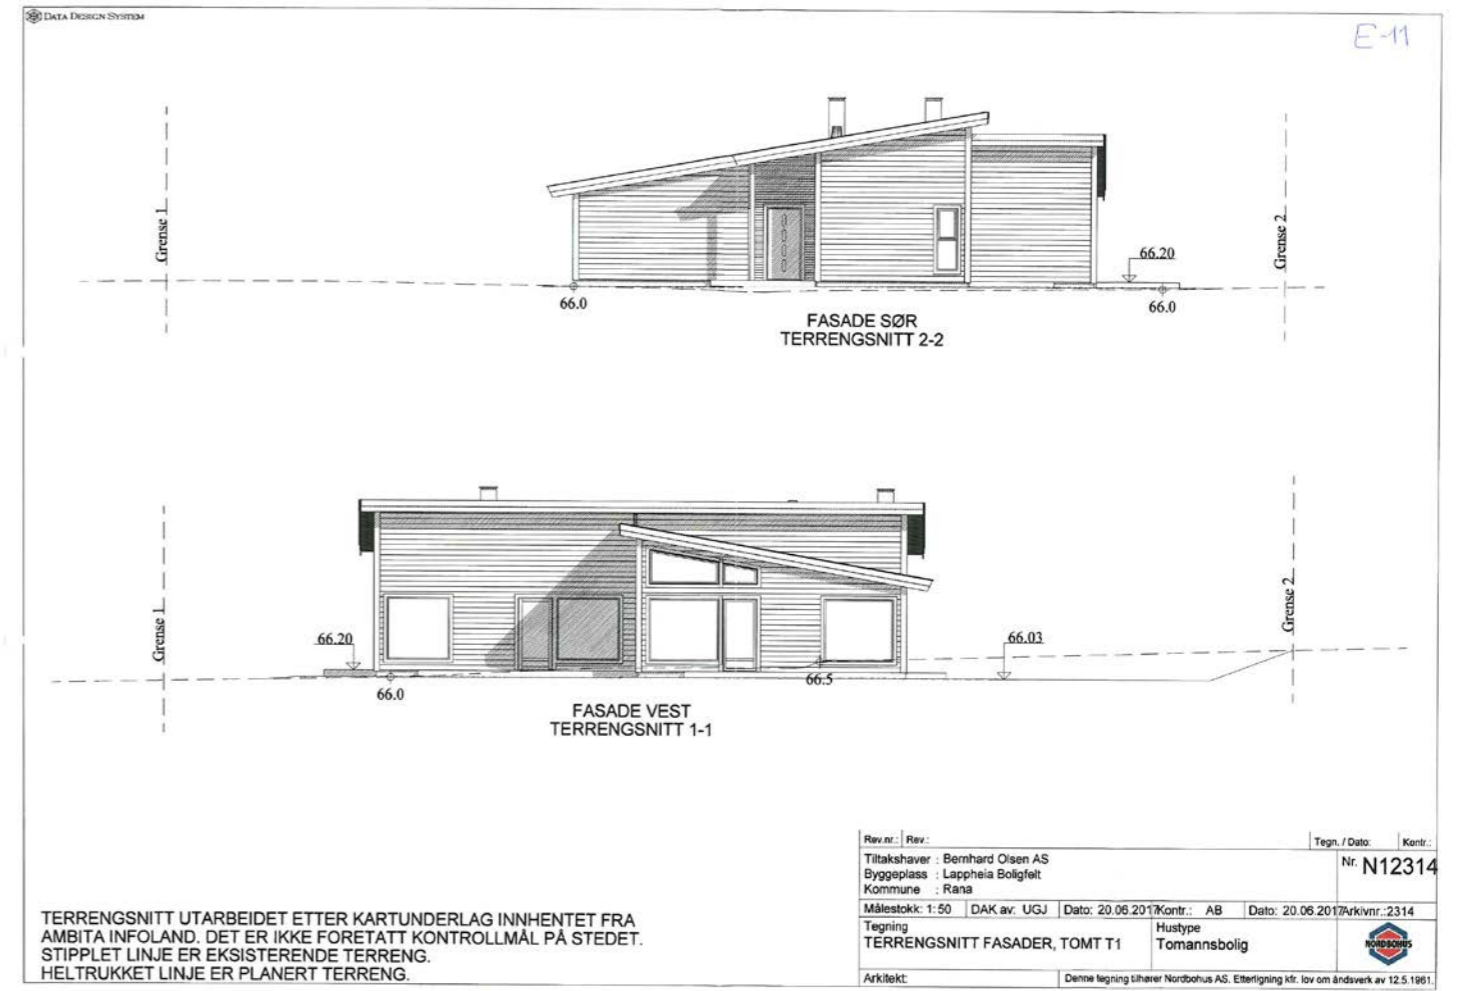 DATA DESIGN SYSTEM
E-11
Grense 1
Grense 2
66.20
66.0
66.0
FASADE SØR
TERRENGSNITT 2-2
Grense 1
Grense 2
66.20
66.03
66.0
66.5
FASADE VEST
TERRENGSNITT 1-1
TERRENGSNITT UTARBEIDET ETTER KARTUNDERLAG INNHENTET FRA
AMBITA INFOLAND. DET ER IKKE FORETATT KONTROLLMÅL PÅ STEDET.
STIPPLET LINJE ER EKSISTERENDE TERRENG.
HELTRUKKET LINJE ER PLANERT TERRENG.
Rev.nr.: Rev.: Tegn. / Dato: Kontr.:
Tiltakshaver : Bernhard Olsen AS
Byggeplass : Lappheia Boligfelt
Kommune : Rana
Nr. N12314
Målestokk: 1:50 DAK av: UGJ Dato: 20.06.2017 Kontr.: AB Dato: 20.06.2017 Arkivnr.:2314
Tegning
TERRENGSNITT FASADER, TOMT T1
Hustype
Tomannsbolig
NORDBOHUS
Arkitekt: Denne tegning tilhører Nordbohus AS. Etterligning kfr. lov om åndsverk av 12.5.1961.